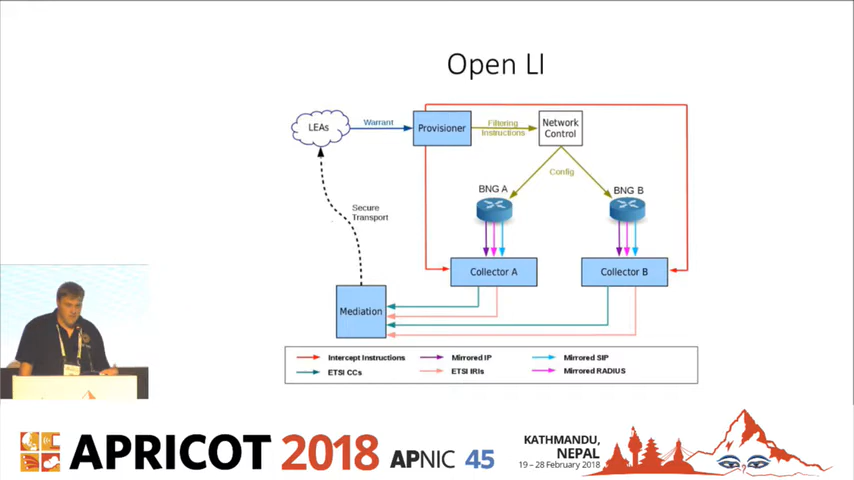 Open LI
LEAs
Warrant
Provisioner
Filtering
Instructions
Network
Control
Config
BNG A
BNG B
Secure
Transport
Collector A
Collector B
Mediation
Intercept Instructions
Mirrored IP
Mirrored SIP
ETSI CCs
ETSI IRIs
Mirrored RADIUS
APRICOT 2018 APNIC 45
KATHMANDU,
NEPAL
19 – 28 February 2018